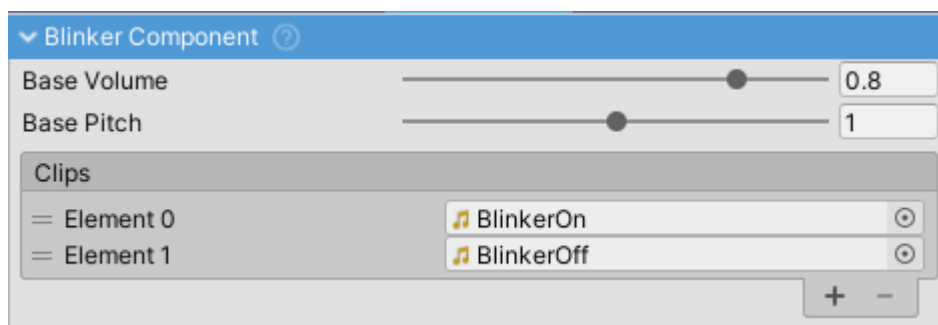 Blinker Component ?
Base Volume 0.8
Base Pitch 1
Clips
= Element 0 BlinkerOn
= Element 1 BlinkerOff
+ −